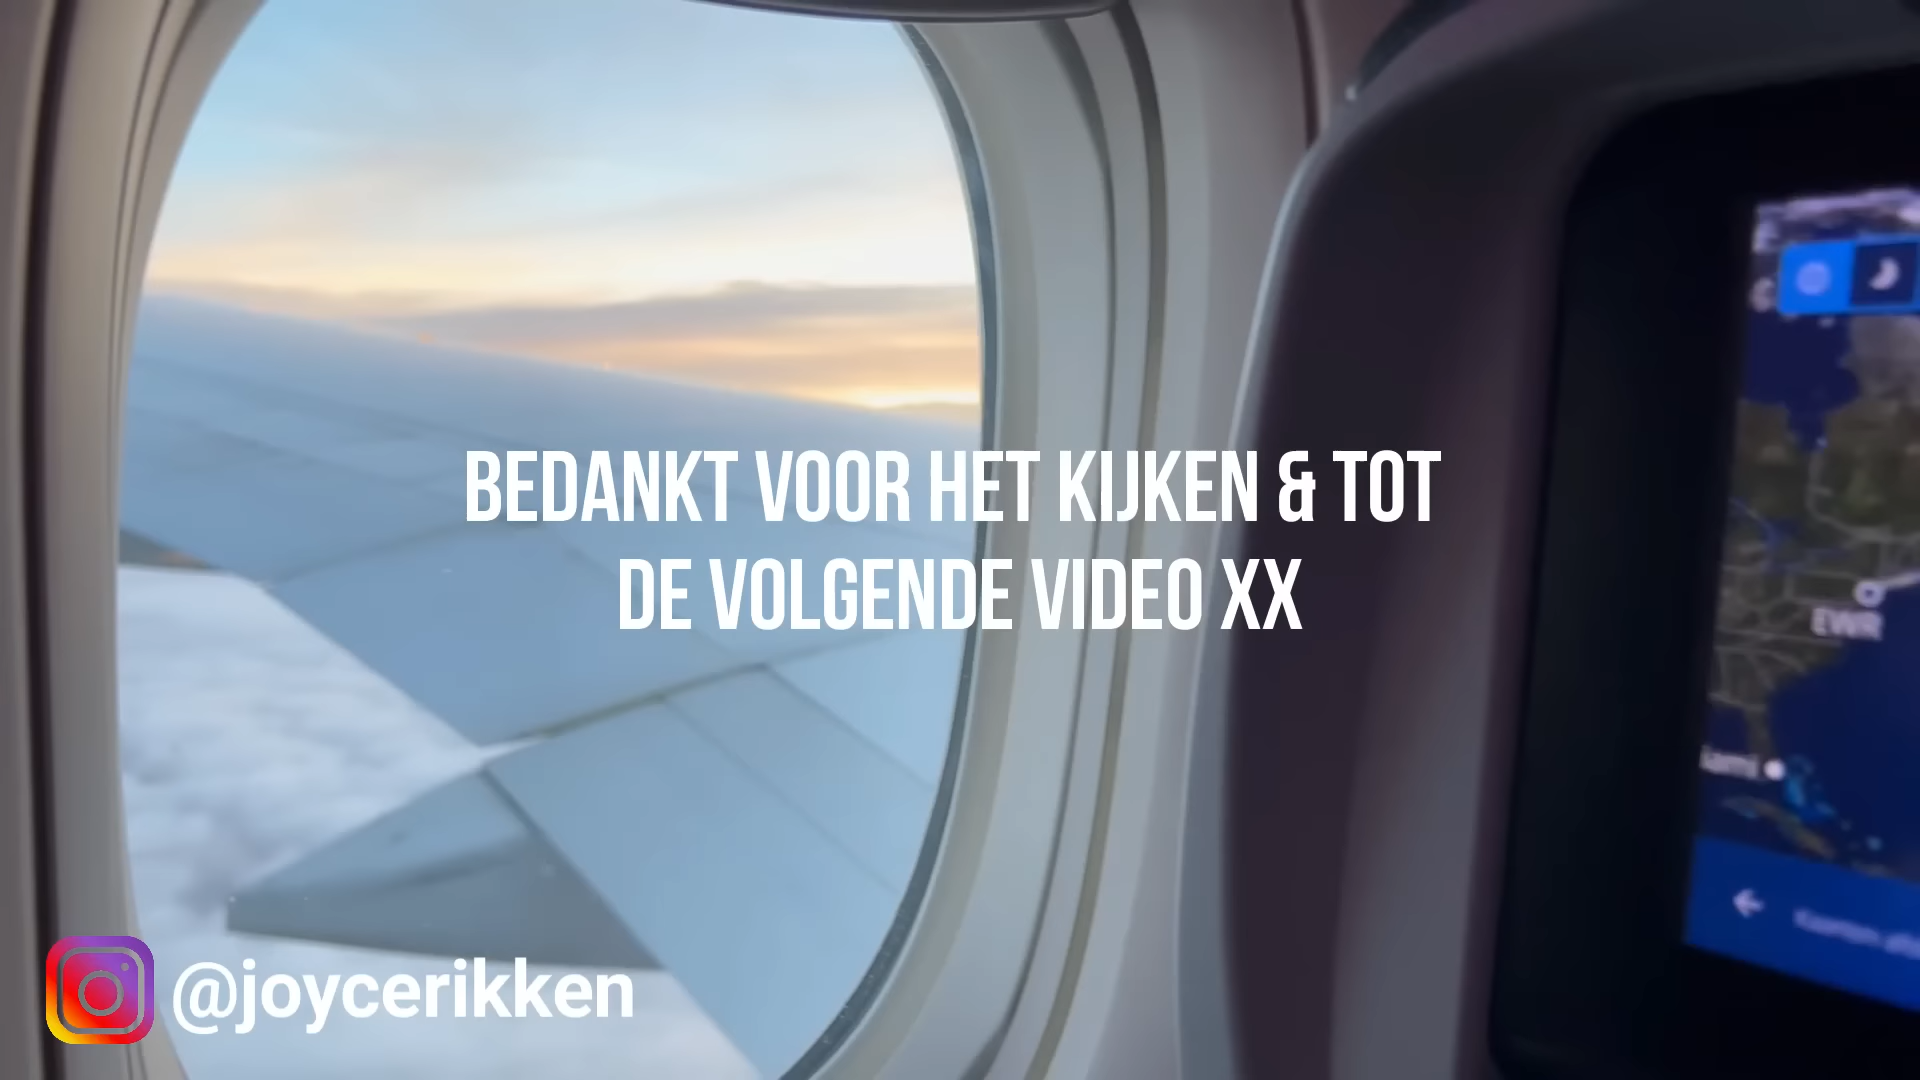 BEDANKT VOOR HET KIJKEN & TOT
DE VOLGENDE VIDEO XX
EWR
@joycerikken